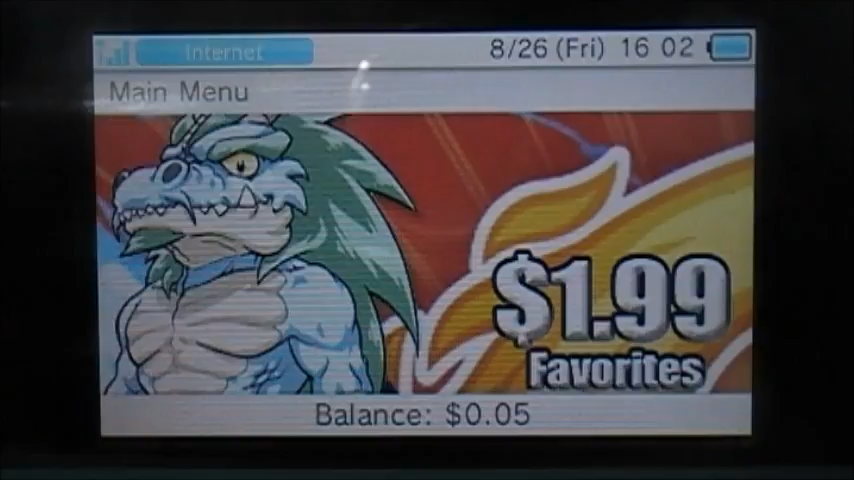 Internet 8/26 (Fri) 16 02
Main Menu
$1.99
Favorites
Balance: $0.05